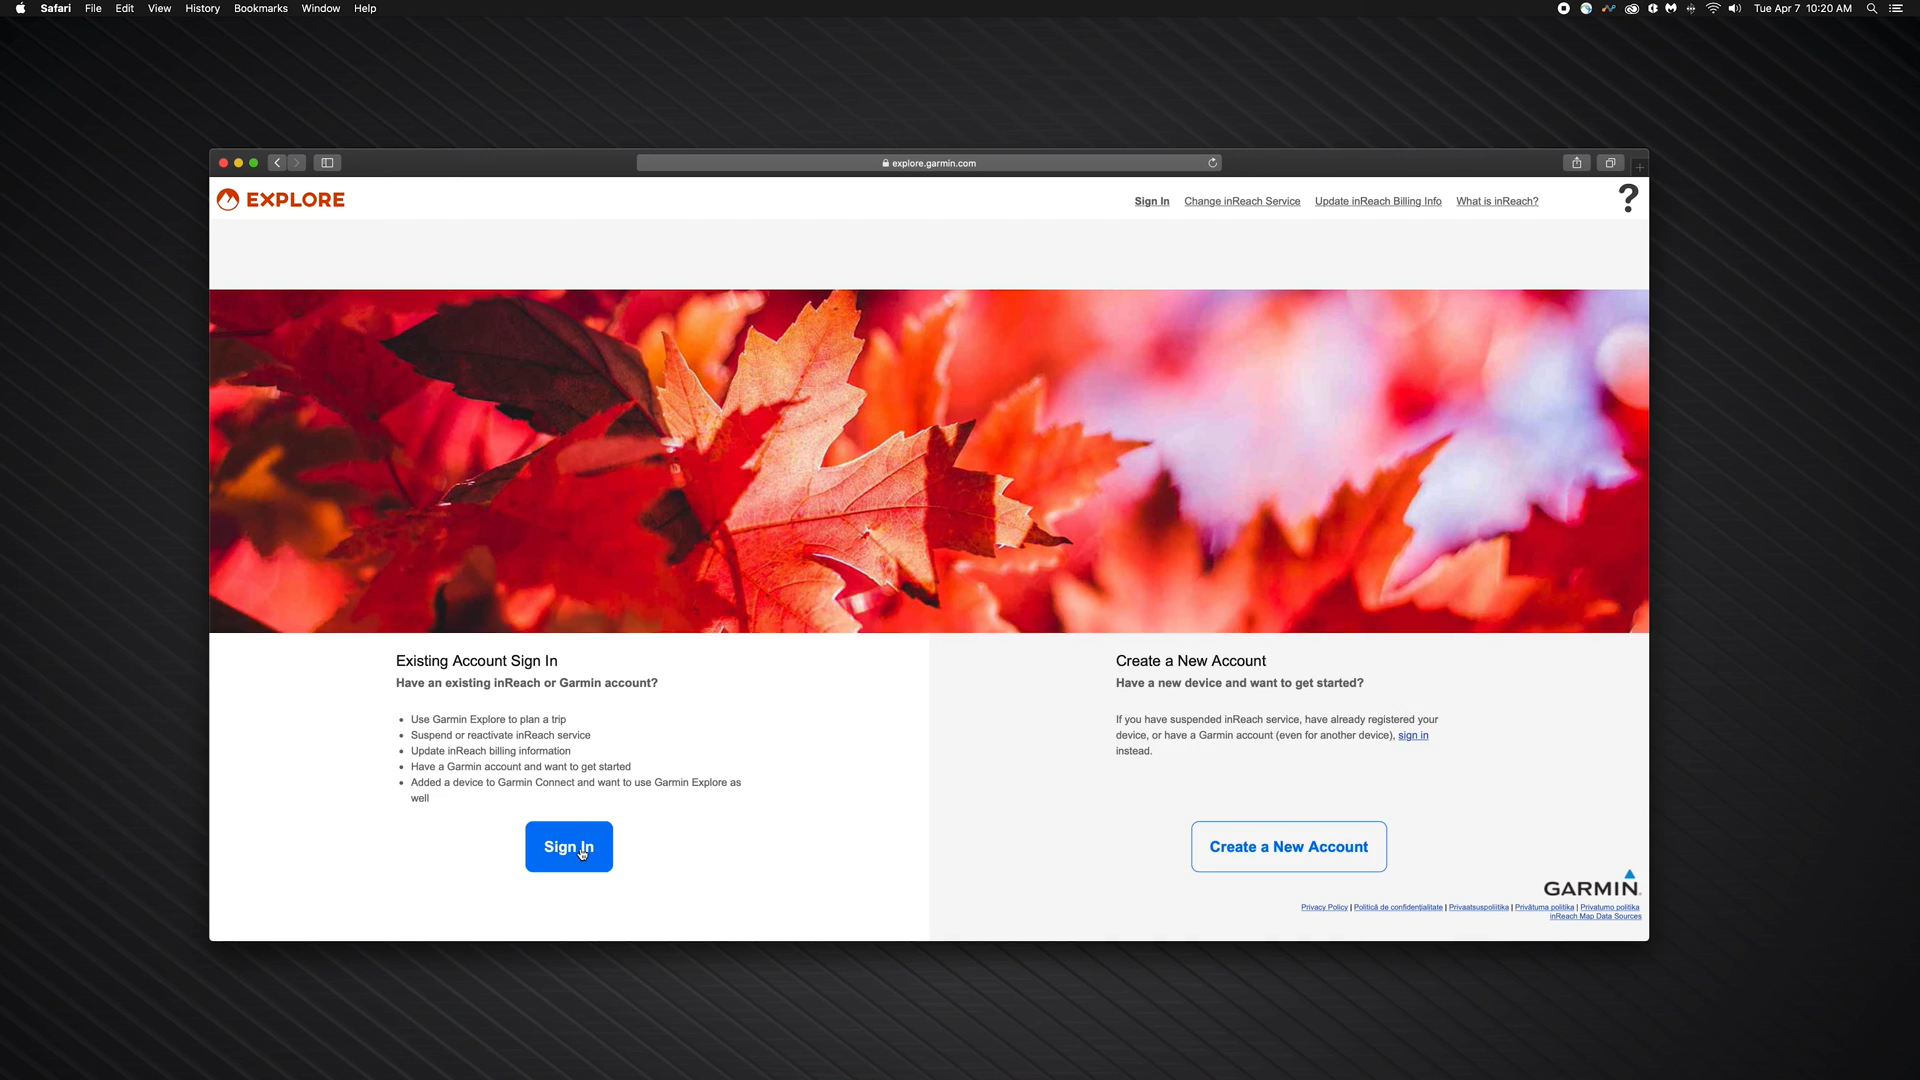 Safari File Edit View History Bookmarks Window Help
Tue Apr 7 10:20 AM
explore.garmin.com
EXPLORE
Sign In Change inReach Service Update inReach Billing Info What is inReach?
?
Existing Account Sign In
Have an existing inReach or Garmin account?
• Use Garmin Explore to plan a trip
• Suspend or reactivate inReach service
• Update inReach billing information
• Have a Garmin account and want to get started
• Added a device to Garmin Connect and want to use Garmin Explore as
well
Sign In
Create a New Account
Have a new device and want to get started?
If you have suspended inReach service, have already registered your
device, or have a Garmin account (even for another device), sign in
instead.
Create a New Account
GARMIN.
Privacy Policy | Politică de confidențialitate | Privaatsuspoliitika | Privātuma politika | Privatumo politika
inReach Map Data Sources